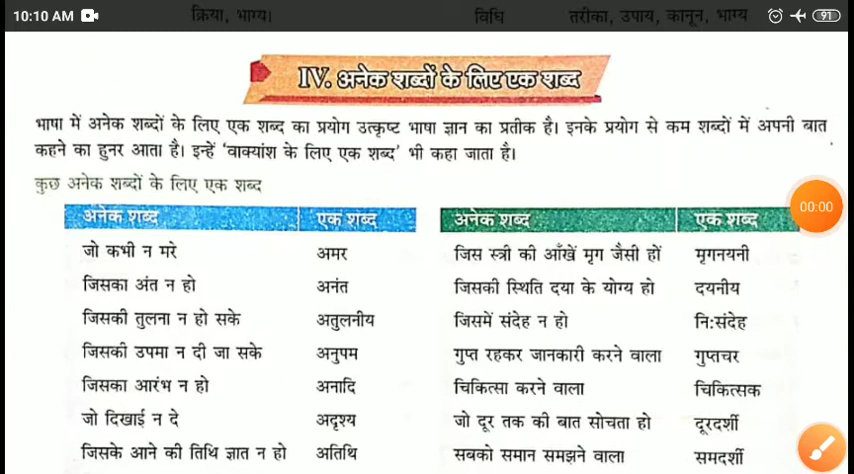 10:10 AM
91
क्रिया, भाग्य।
विधि तरीका, उपाय, कानून, भाग्य
IV. अनेक शब्दों के लिए एक शब्द
भाषा में अनेक शब्दों के लिए एक शब्द का प्रयोग उत्कृष्ट भाषा ज्ञान का प्रतीक है। इनके प्रयोग से कम शब्दों में अपनी बात
कहने का हुनर आता है। इन्हें ‘वाक्यांश के लिए एक शब्द’ भी कहा जाता है।
कुछ अनेक शब्दों के लिए एक शब्द
00:00
अनेक शब्द एक शब्द
जो कभी न मरे अमर
जिसका अंत न हो अनंत
जिसकी तुलना न हो सके अतुलनीय
जिसकी उपमा न दी जा सके अनुपम
जिसका आरंभ न हो अनादि
जो दिखाई न दे अदृश्य
जिसके आने की तिथि ज्ञात न हो अतिथि
अनेक शब्द एक शब्द
जिस स्त्री की आँखें मृग जैसी हों मृगनयनी
जिसकी स्थिति दया के योग्य हो दयनीय
जिसमें संदेह न हो नि:संदेह
गुप्त रहकर जानकारी करने वाला गुप्तचर
चिकित्सा करने वाला चिकित्सक
जो दूर तक की बात सोचता हो दूरदर्शी
सबको समान समझने वाला समदर्शी